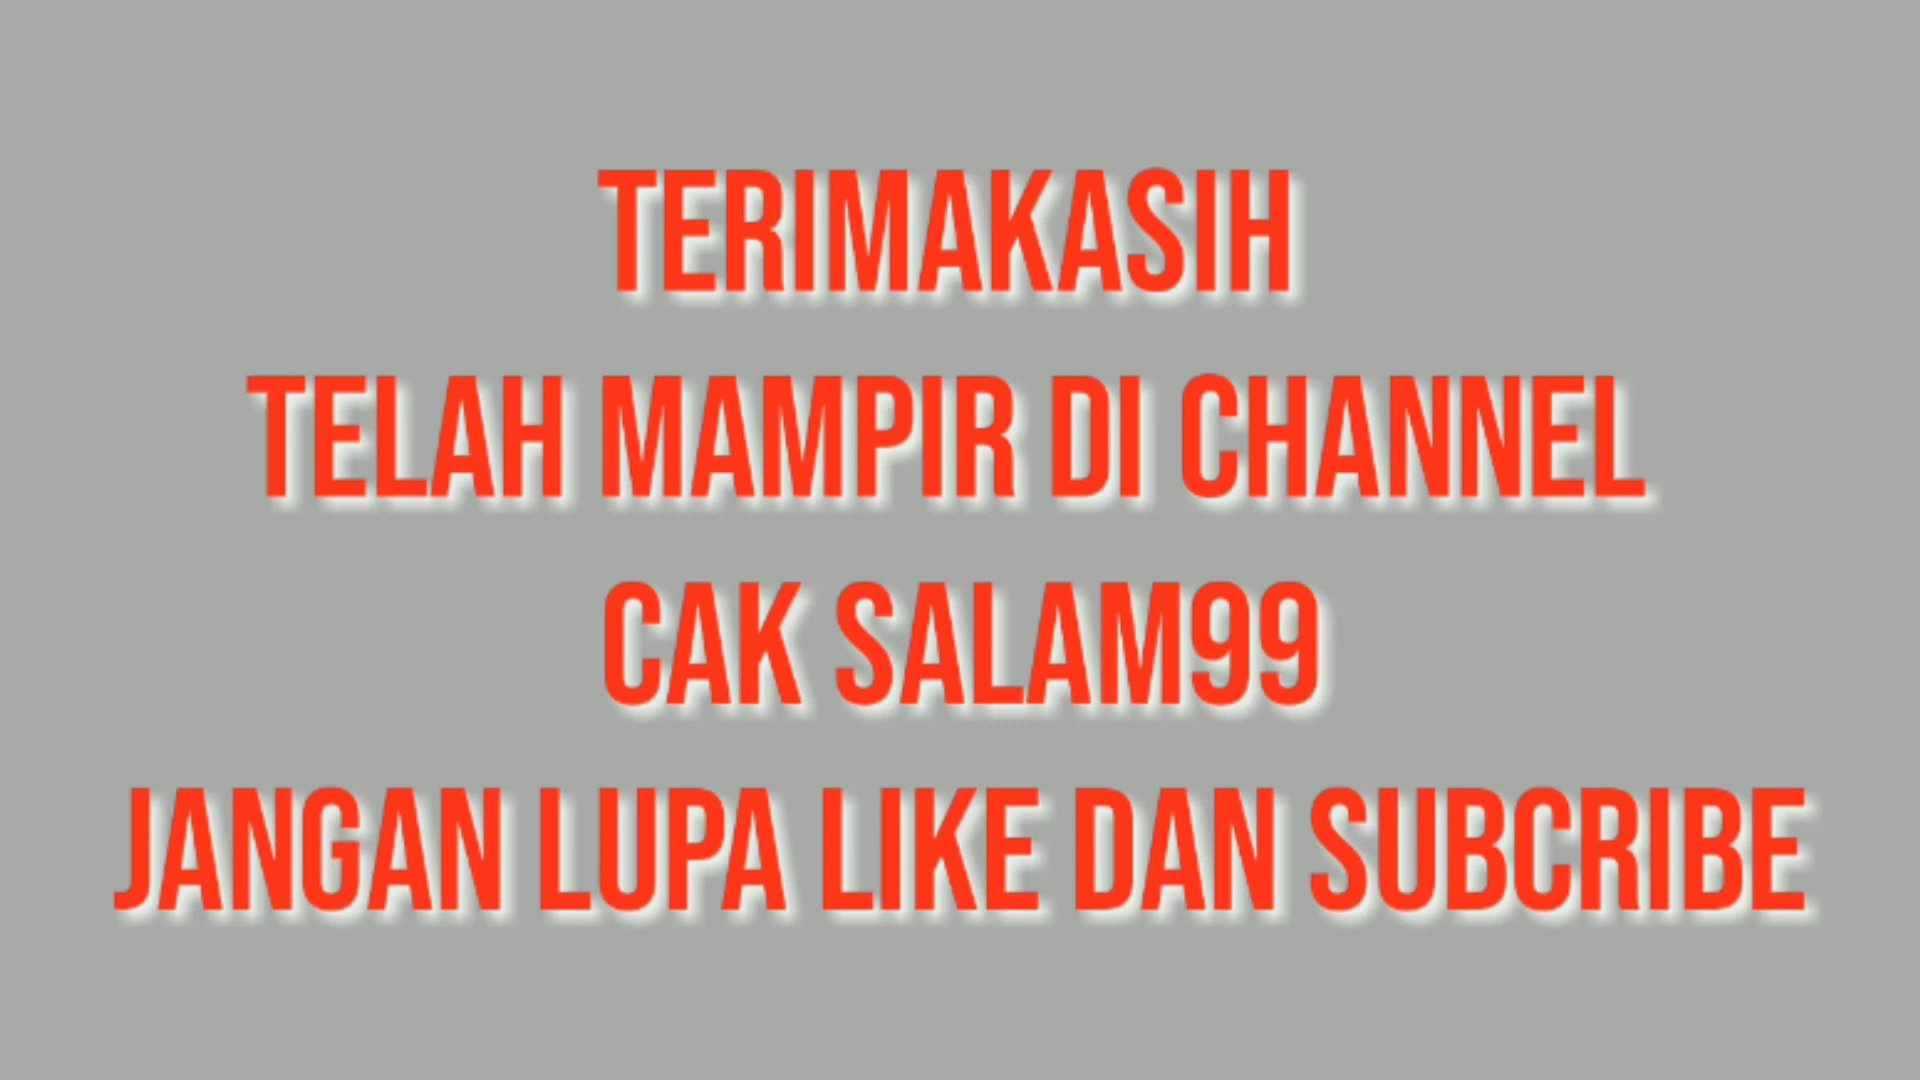 TERIMAKASIH
TELAH MAMPIR DI CHANNEL
CAK SALAM99
JANGAN LUPA LIKE DAN SUBCRIBE